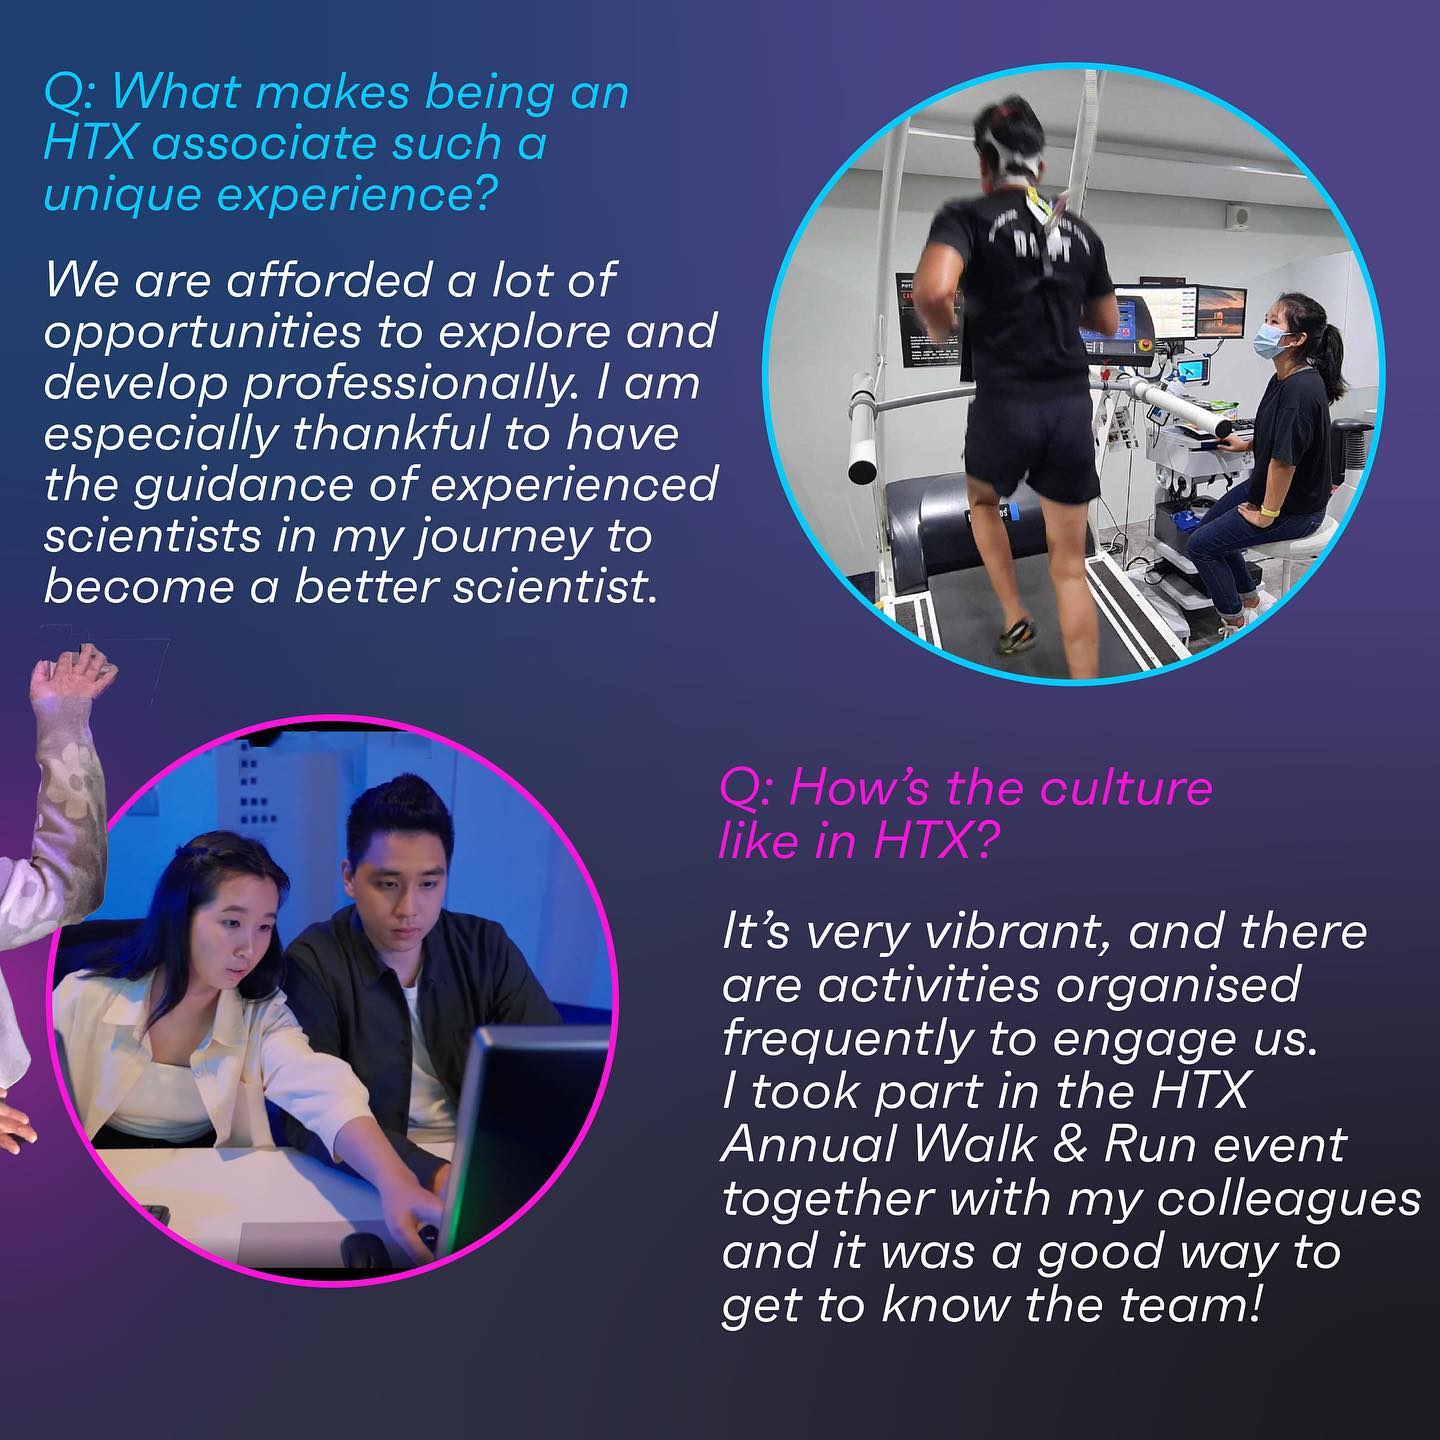 Q: What makes being an
HTX associate such a
unique experience?
We are afforded a lot of
opportunities to explore and
develop professionally. I am
especially thankful to have
the guidance of experienced
scientists in my journey to
become a better scientist.
Q: How’s the culture
like in HTX?
It’s very vibrant, and there
are activities organised
frequently to engage us.
I took part in the HTX
Annual Walk & Run event
together with my colleagues
and it was a good way to
get to know the team!